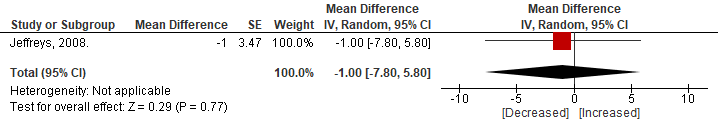 Mean Difference Mean Difference
Study or Subgroup Mean Difference SE Weight IV, Random, 95% CI IV, Random, 95% CI
Jeffreys, 2008. -1 3.47 100.0% -1.00 [-7.80, 5.80]
Total (95% CI) 100.0% -1.00 [-7.80, 5.80]
Heterogeneity: Not applicable
Test for overall effect: Z = 0.29 (P = 0.77)
-10 -5 0 5 10
[Decreased] [Increased]